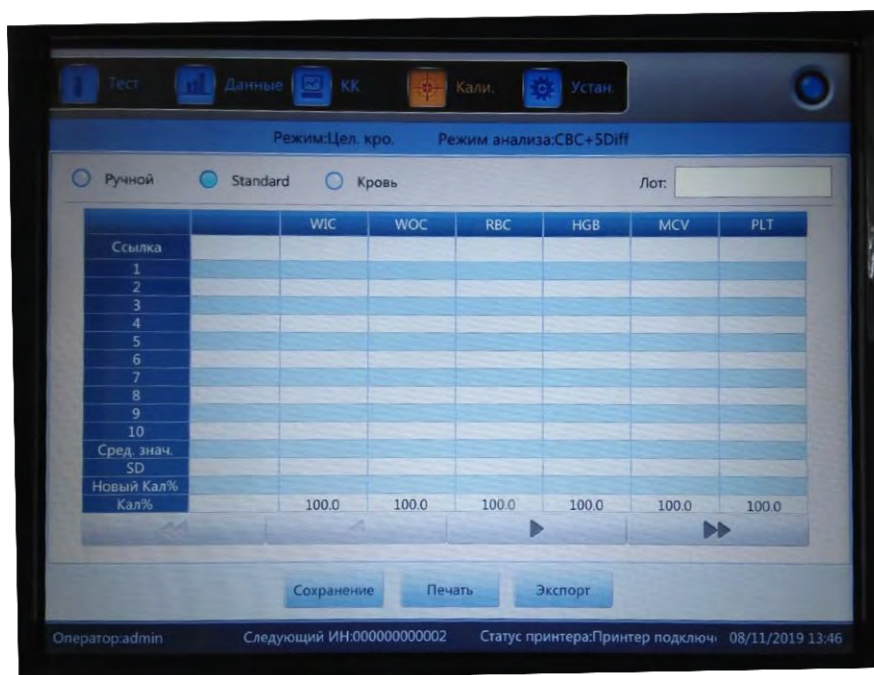 Тест Данные КК Кали. Устан.
Режим:Цел. кро. Режим анализа:CBC+5Diff
Ручной Standard Кровь Лот:
WIC WOC RBC HGB MCV PLT
Ссылка
1
2
3
4
5
6
7
8
9
10
Сред. знач.
SD
Новый Кал%
Кал% 100.0 100.0 100.0 100.0 100.0 100.0
Сохранение Печать Экспорт
Оператор:admin Следующий ИН:000000000002 Статус принтера:Принтер подключ 08/11/2019 13:46